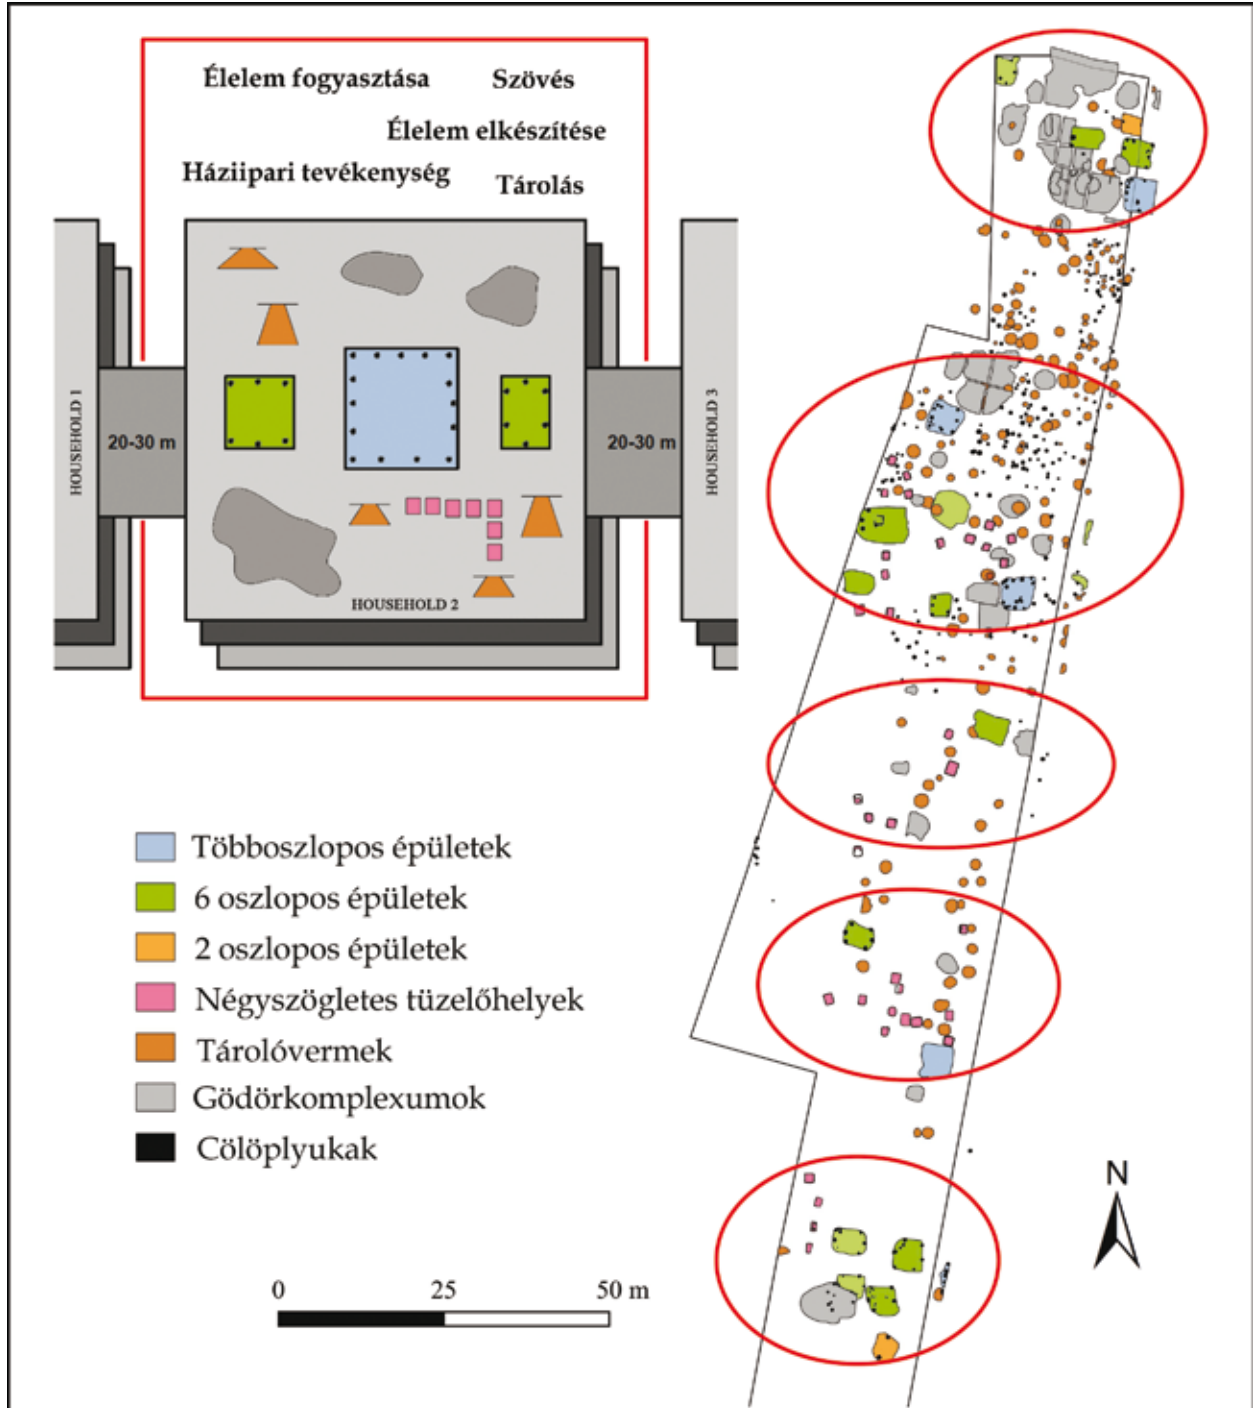 Élelem fogyasztása
Szövés
Élelem elkészítése
Háziipari tevékenység
Tárolás
HOUSEHOLD 1
20-30 m
20-30 m
HOUSEHOLD 3
HOUSEHOLD 2
Többoszlopos épületek
6 oszlopos épületek
2 oszlopos épületek
Négyszögletes tüzelőhelyek
Tárolóvermek
Gödörkomplexumok
Cölöplyukak
N
0 25 50 m